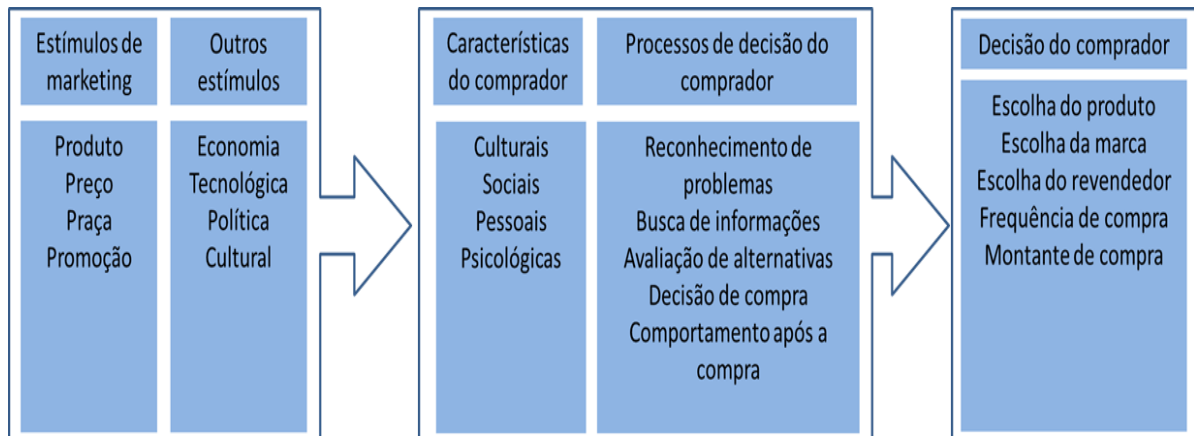 Estímulos de
marketing
Outros
estímulos
Produto
Preço
Praça
Promoção
Economia
Tecnológica
Política
Cultural
Características
do comprador
Processos de decisão do
comprador
Culturais
Sociais
Pessoais
Psicológicas
Reconhecimento de
problemas
Busca de informações
Avaliação de alternativas
Decisão de compra
Comportamento após a
compra
Decisão do comprador
Escolha do produto
Escolha da marca
Escolha do revendedor
Frequência de compra
Montante de compra